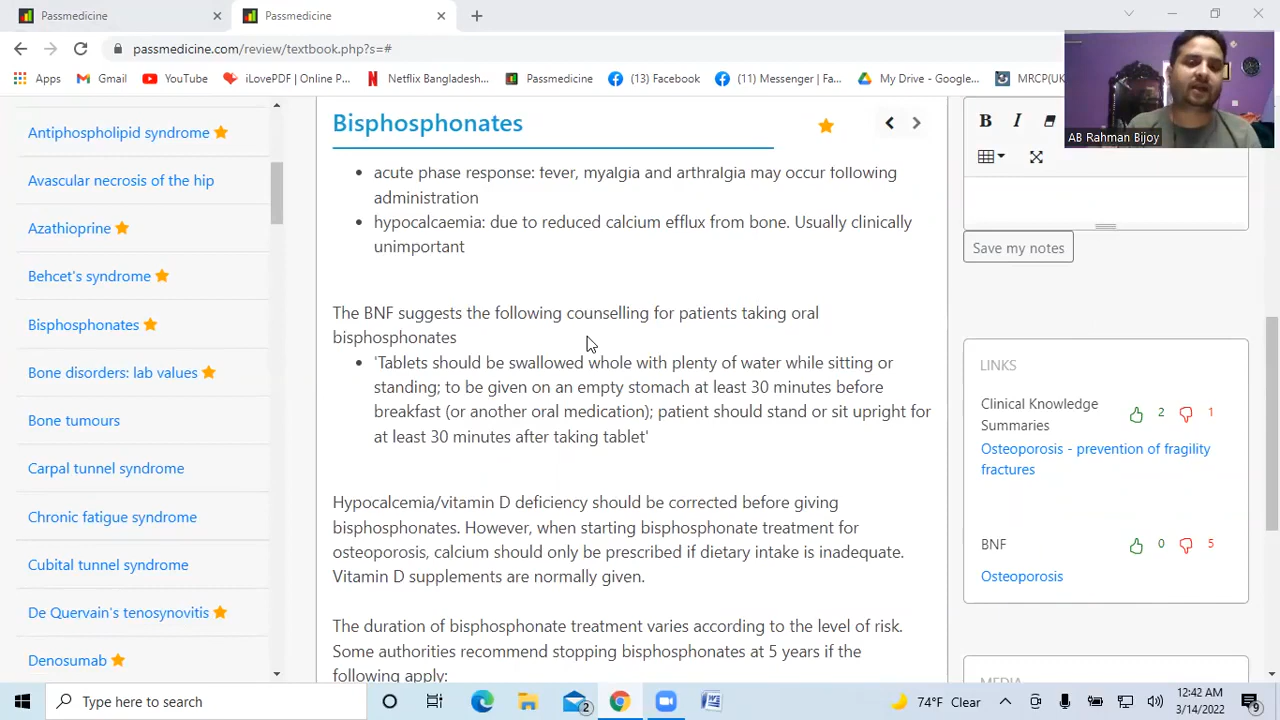 Passmedicine
Passmedicine
passmedicine.com/review/textbook.php?s=#
Apps
Gmail
YouTube
iLovePDF | Online P...
Netflix Bangladesh...
Passmedicine
(13) Facebook
(11) Messenger | Fa...
My Drive - Google...
MRCP(UK
AB Rahman Bijoy
Antiphospholipid syndrome
Avascular necrosis of the hip
Azathioprine
Behcet's syndrome
Bisphosphonates
Bone disorders: lab values
Bone tumours
Carpal tunnel syndrome
Chronic fatigue syndrome
Cubital tunnel syndrome
De Quervain's tenosynovitis
Denosumab
Bisphosphonates
acute phase response: fever, myalgia and arthralgia may occur following
administration
hypocalcaemia: due to reduced calcium efflux from bone. Usually clinically
unimportant
The BNF suggests the following counselling for patients taking oral
bisphosphonates
'Tablets should be swallowed whole with plenty of water while sitting or
standing; to be given on an empty stomach at least 30 minutes before
breakfast (or another oral medication); patient should stand or sit upright for
at least 30 minutes after taking tablet'
Hypocalcemia/vitamin D deficiency should be corrected before giving
bisphosphonates. However, when starting bisphosphonate treatment for
osteoporosis, calcium should only be prescribed if dietary intake is inadequate.
Vitamin D supplements are normally given.
The duration of bisphosphonate treatment varies according to the level of risk.
Some authorities recommend stopping bisphosphonates at 5 years if the
following apply:
B I
Save my notes
LINKS
Clinical Knowledge
Summaries
2 1
Osteoporosis - prevention of fragility
fractures
BNF
0 5
Osteoporosis
MEDIA
Type here to search
2
74°F Clear
12:42 AM
3/14/2022
9